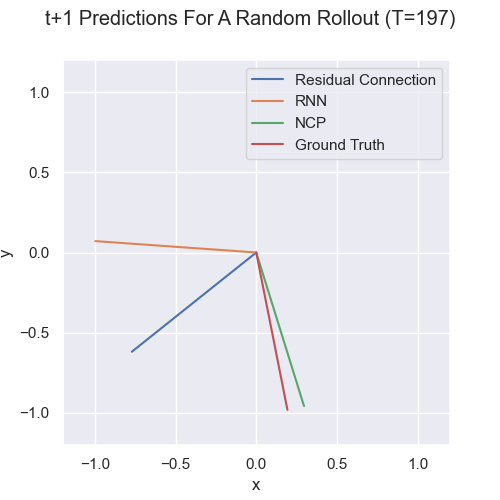 t+1 Predictions For A Random Rollout (T=197)
Residual Connection
RNN
NCP
Ground Truth
1.0
0.5
0.0
−0.5
−1.0
y
−1.0 −0.5 0.0 0.5 1.0
x